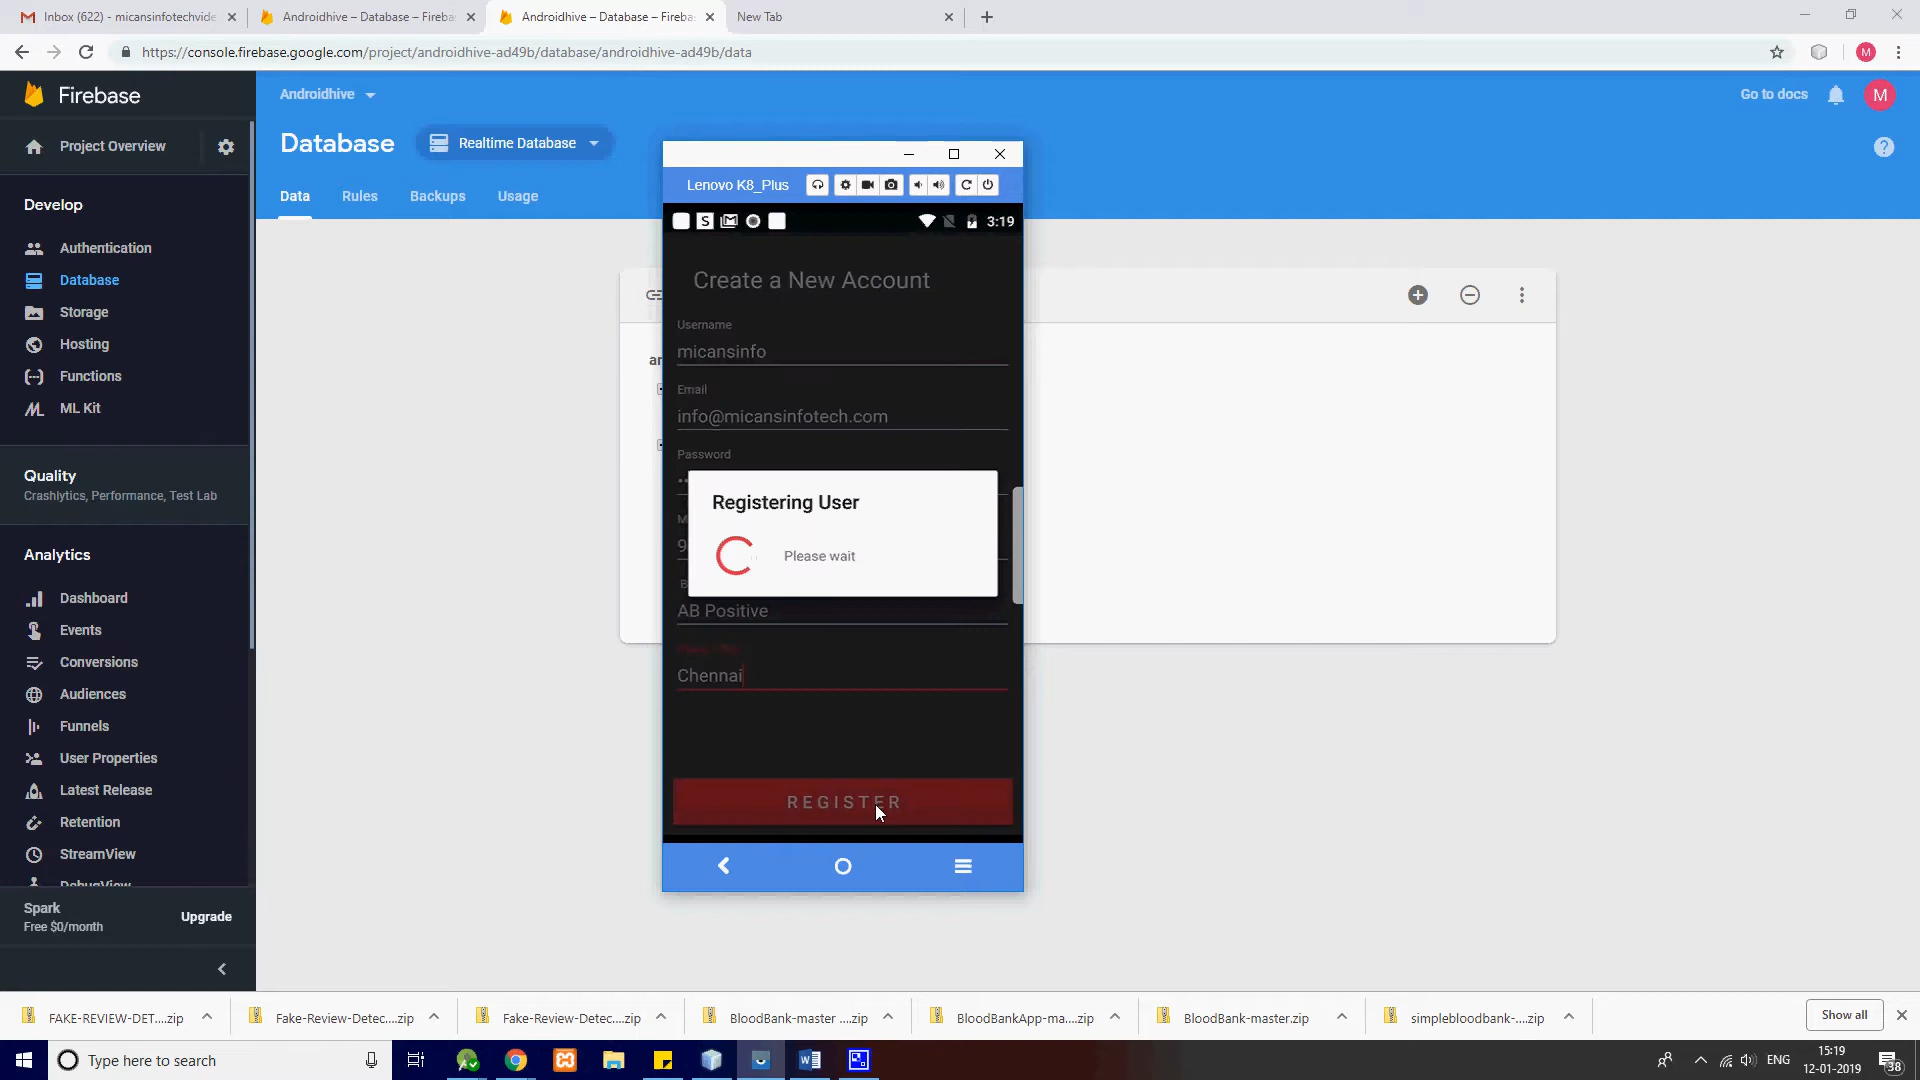 Inbox (622) - micansinfotechvide
Androidhive – Database – Fireba
Androidhive – Database – Fireba
New Tab
https://console.firebase.google.com/project/androidhive-ad49b/database/androidhive-ad49b/data
M
Firebase
Androidhive
Go to docs
M
Project Overview
Database
Realtime Database
Data
Rules
Backups
Usage
Develop
Authentication
Database
Storage
Hosting
Functions
ML Kit
Quality
Crashlytics, Performance, Test Lab
Analytics
Dashboard
Events
Conversions
Audiences
Funnels
User Properties
Latest Release
Retention
StreamView
DebugView
Spark
Free $0/month
Upgrade
Lenovo K8_Plus
S
3:19
Create a New Account
Username
micansinfo
Email
info@micansinfotech.com
Password
Registering User
Please wait
AB Positive
Chennai
REGISTER
FAKE-REVIEW-DET....zip
Fake-Review-Detec....zip
Fake-Review-Detec....zip
BloodBank-master ....zip
BloodBankApp-ma....zip
BloodBank-master.zip
simplebloodbank-....zip
Show all
Type here to search
ENG
15:19
12-01-2019
38